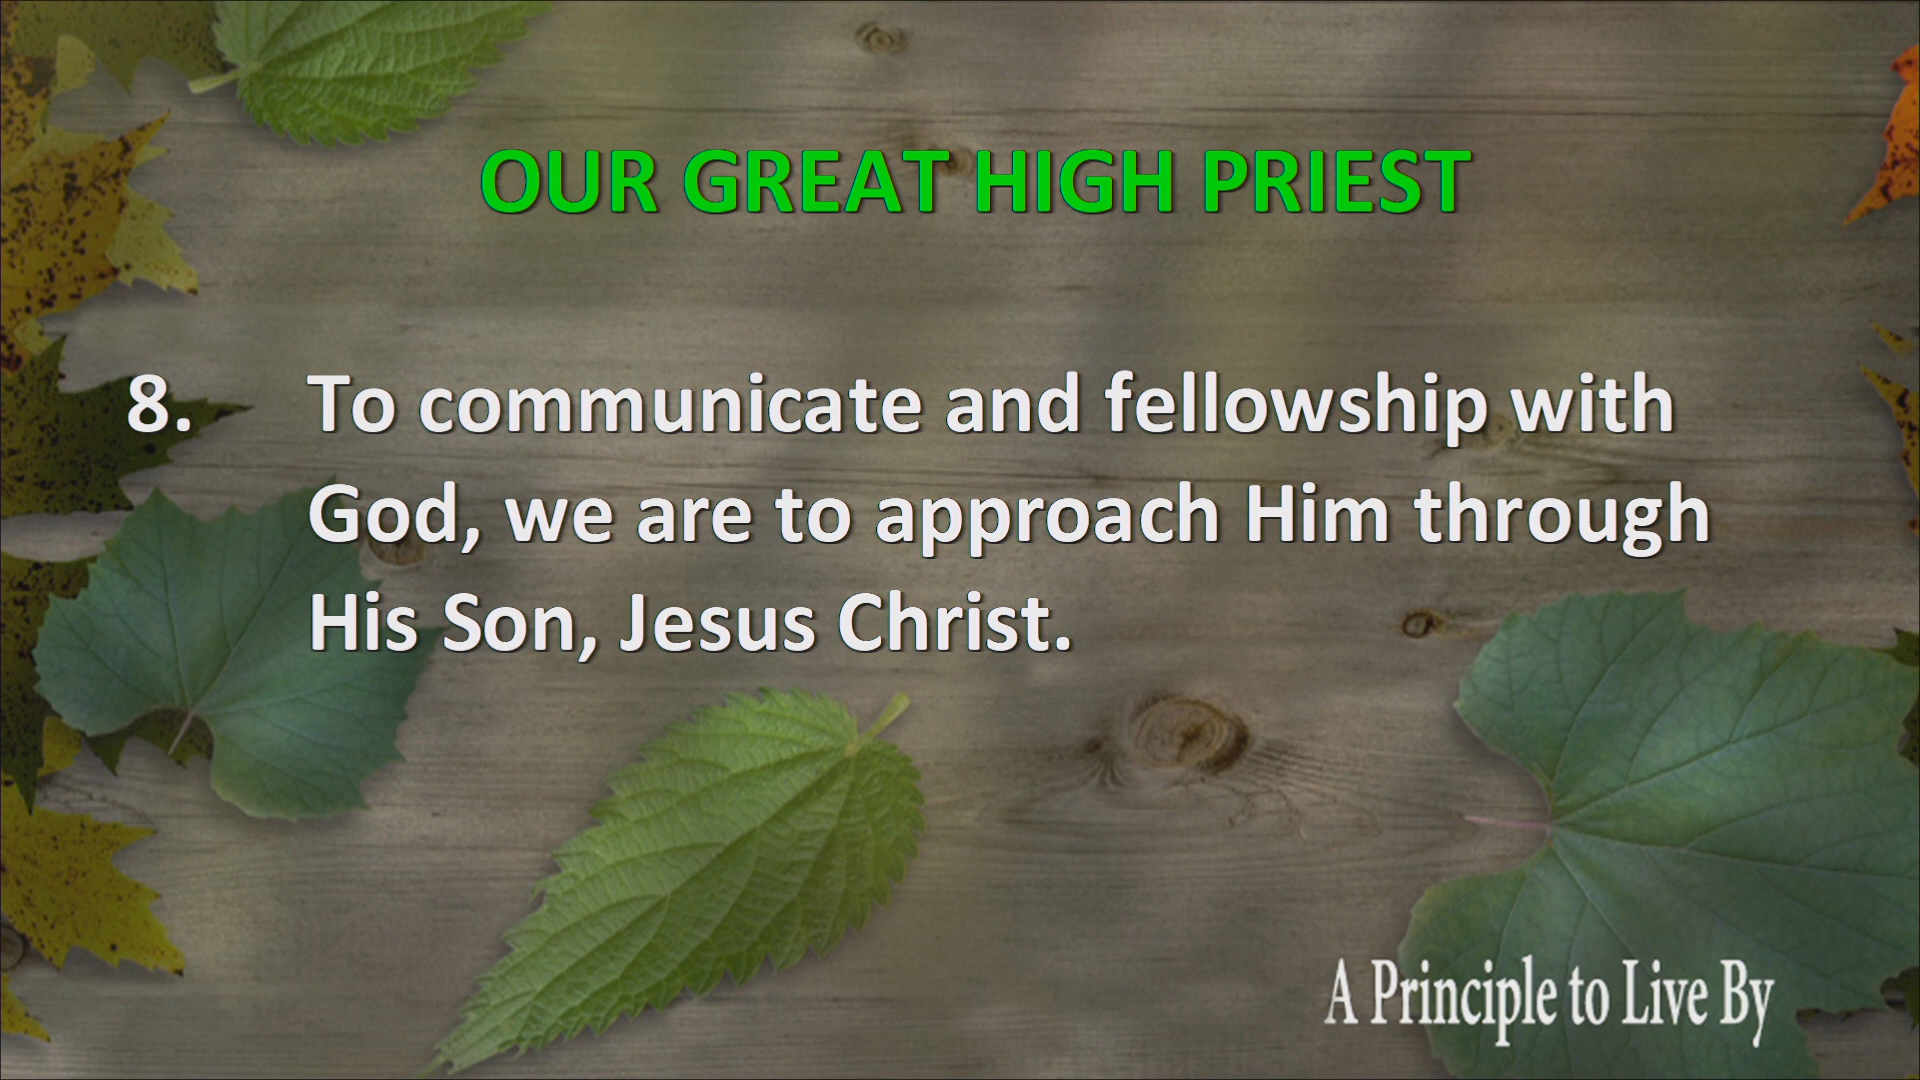 OUR GREAT HIGH PRIEST
8. To communicate and fellowship with
God, we are to approach Him through
His Son, Jesus Christ.
A Principle to Live By